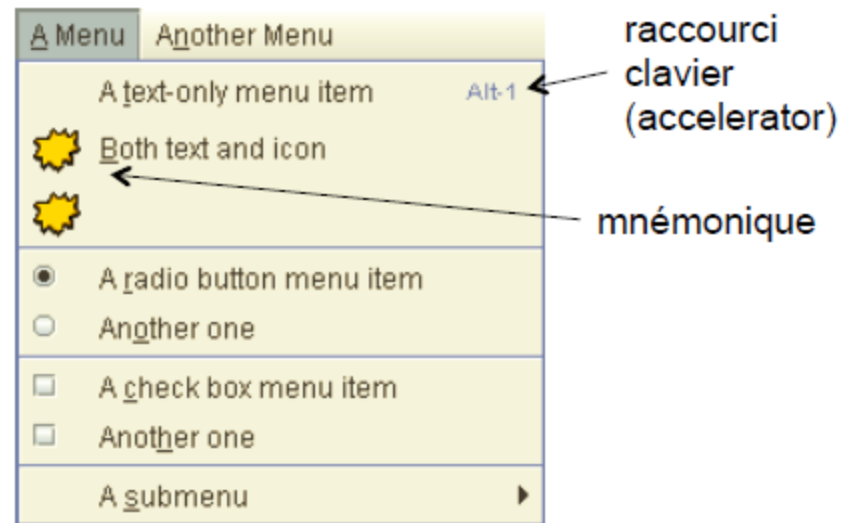 A Menu Another Menu
A text-only menu item Alt-1
Both text and icon
A radio button menu item
Another one
A check box menu item
Another one
A submenu
raccourci
clavier
(accelerator)
mnémonique